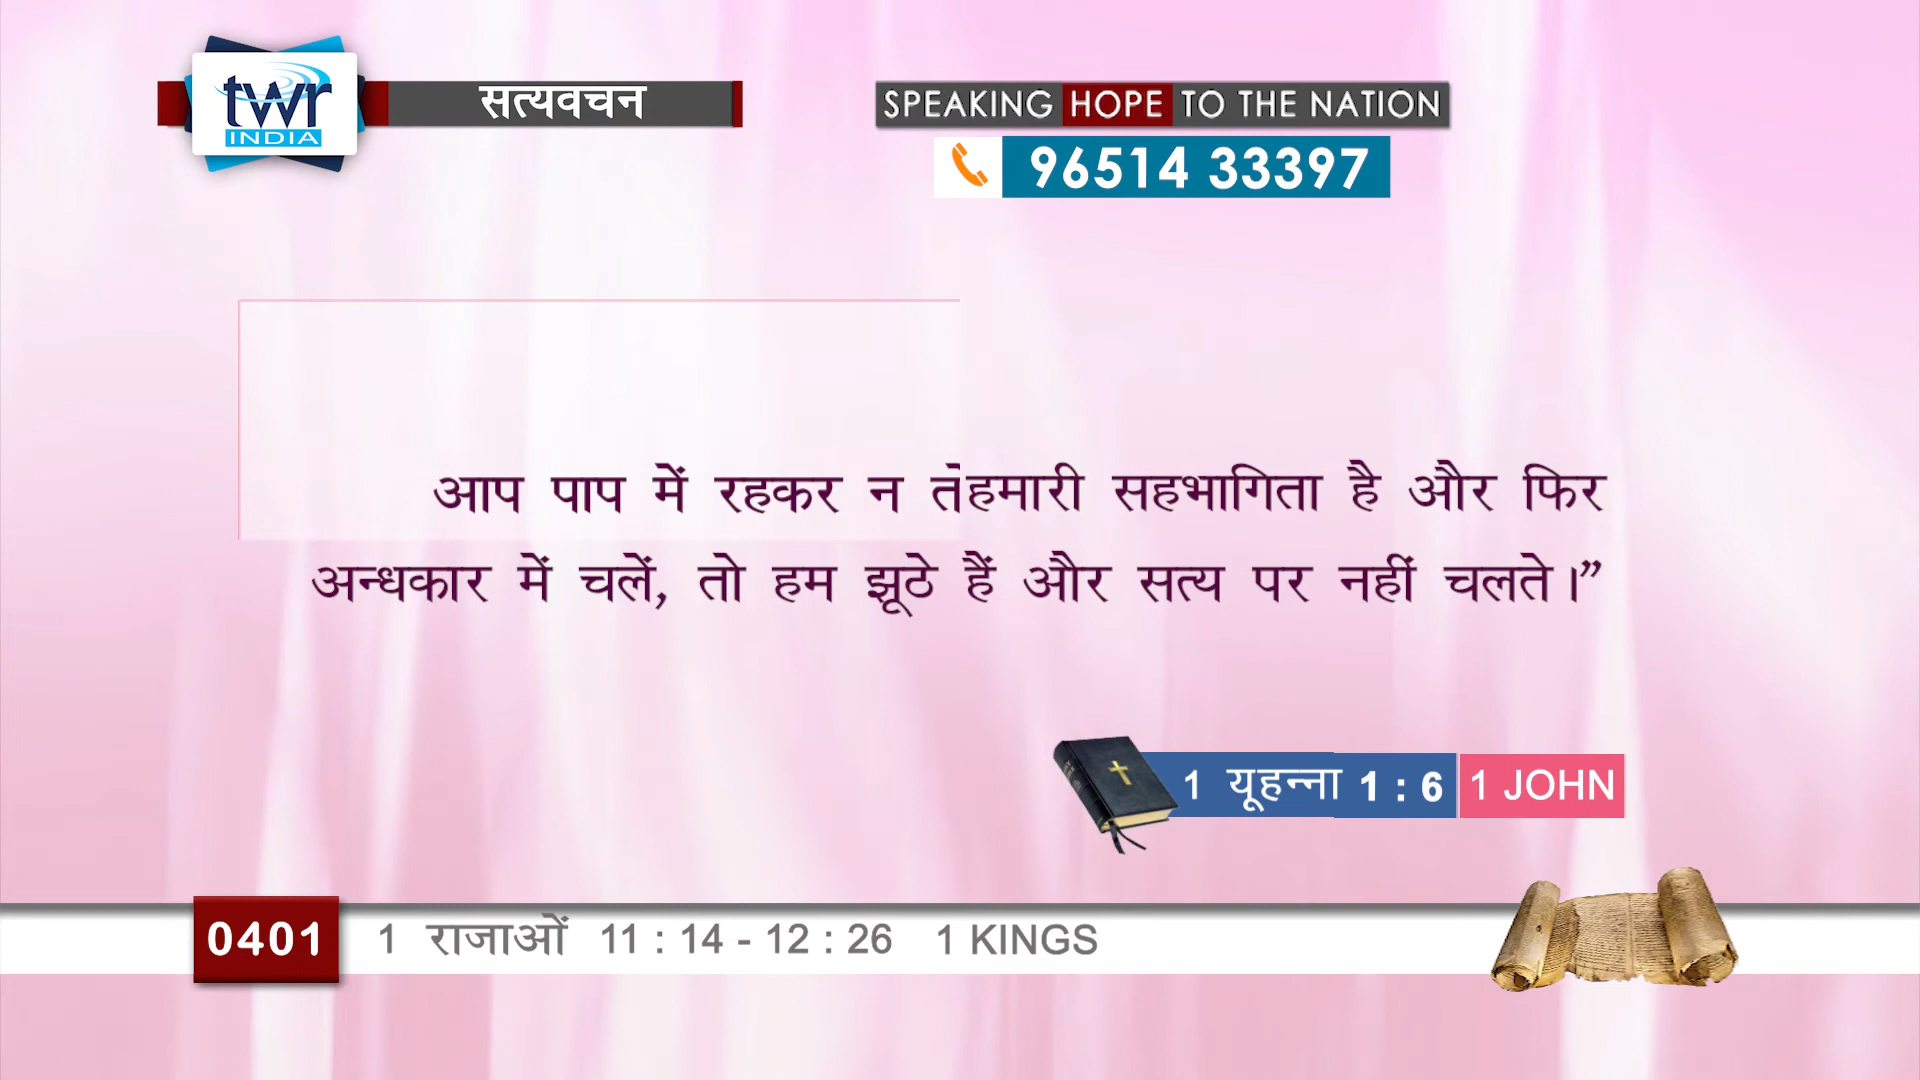 twr
INDIA
सत्यवचन
SPEAKING HOPE TO THE NATION
96514 33397
आप पाप में रहकर न ते हमारी सहभागिता है और फिर
अन्धकार में चलें, तो हम झूठे हैं और सत्य पर नहीं चलते।”
1 यूहन्ना 1 : 6 1 JOHN
0401 1 राजाओं 11 : 14 - 12 : 26 1 KINGS